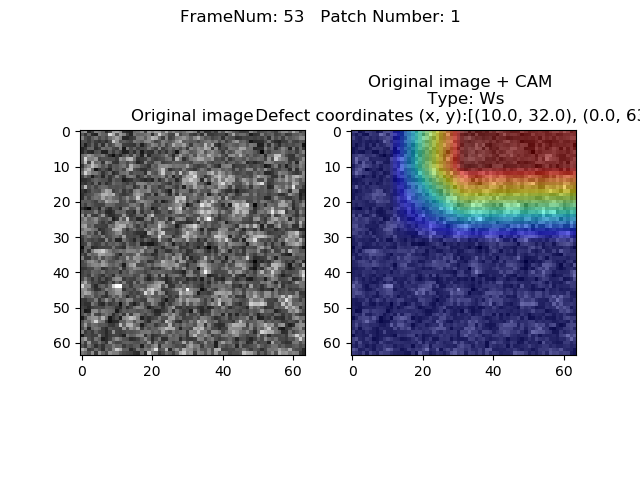 FrameNum: 53   Patch Number: 1
Original image
0
10
20
30
40
50
60
0 20 40 60
Original image + CAM
Type: Ws
Defect coordinates (x, y):[(10.0, 32.0), (0.0,
0
10
20
30
40
50
60
0 20 40 60